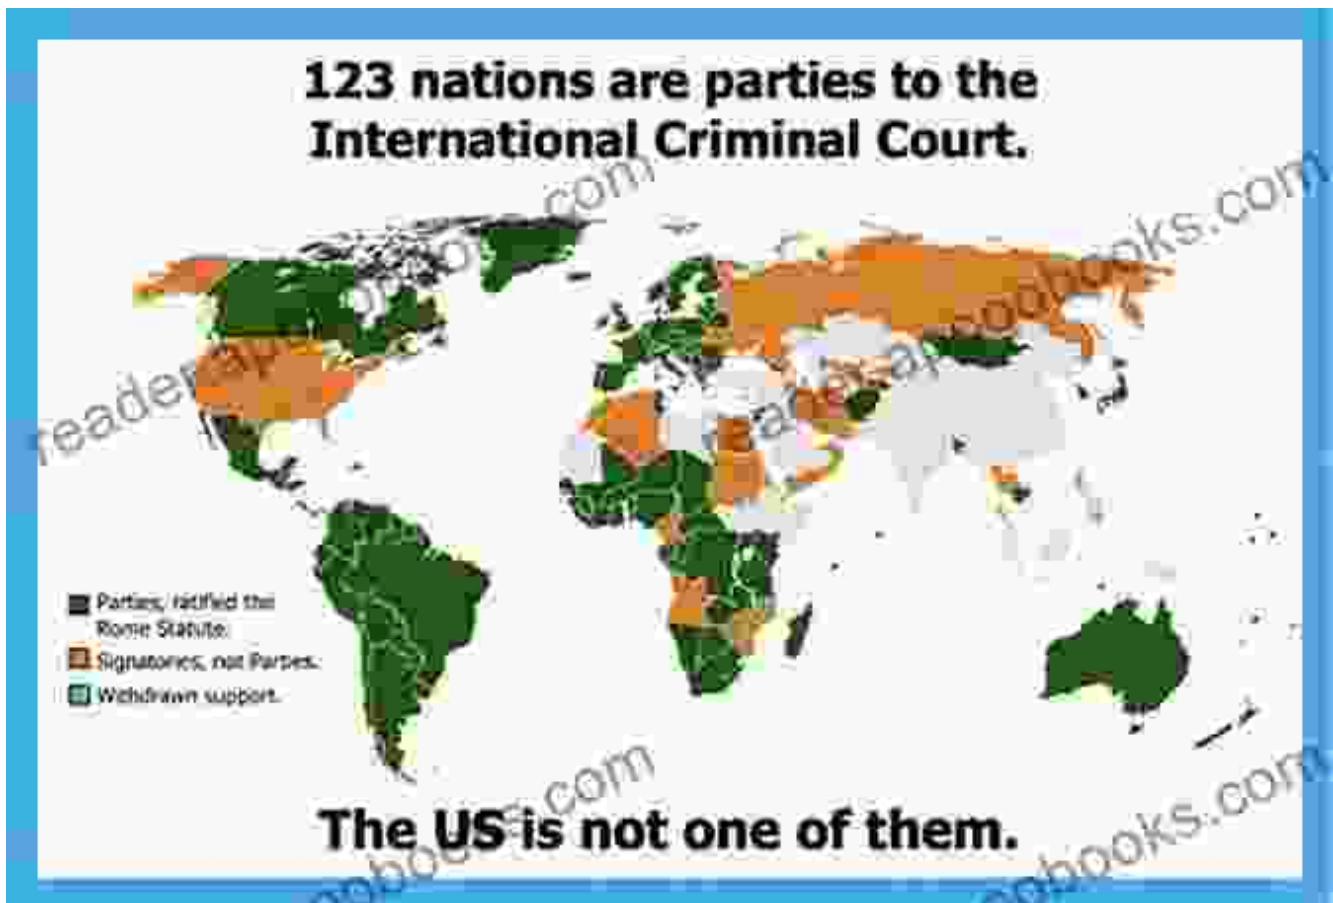 123 nations are parties to the
International Criminal Court.
Parties, ratified the
Rome Statute.
Signatories, not Parties.
Withdrawn support.
The US is not one of them.